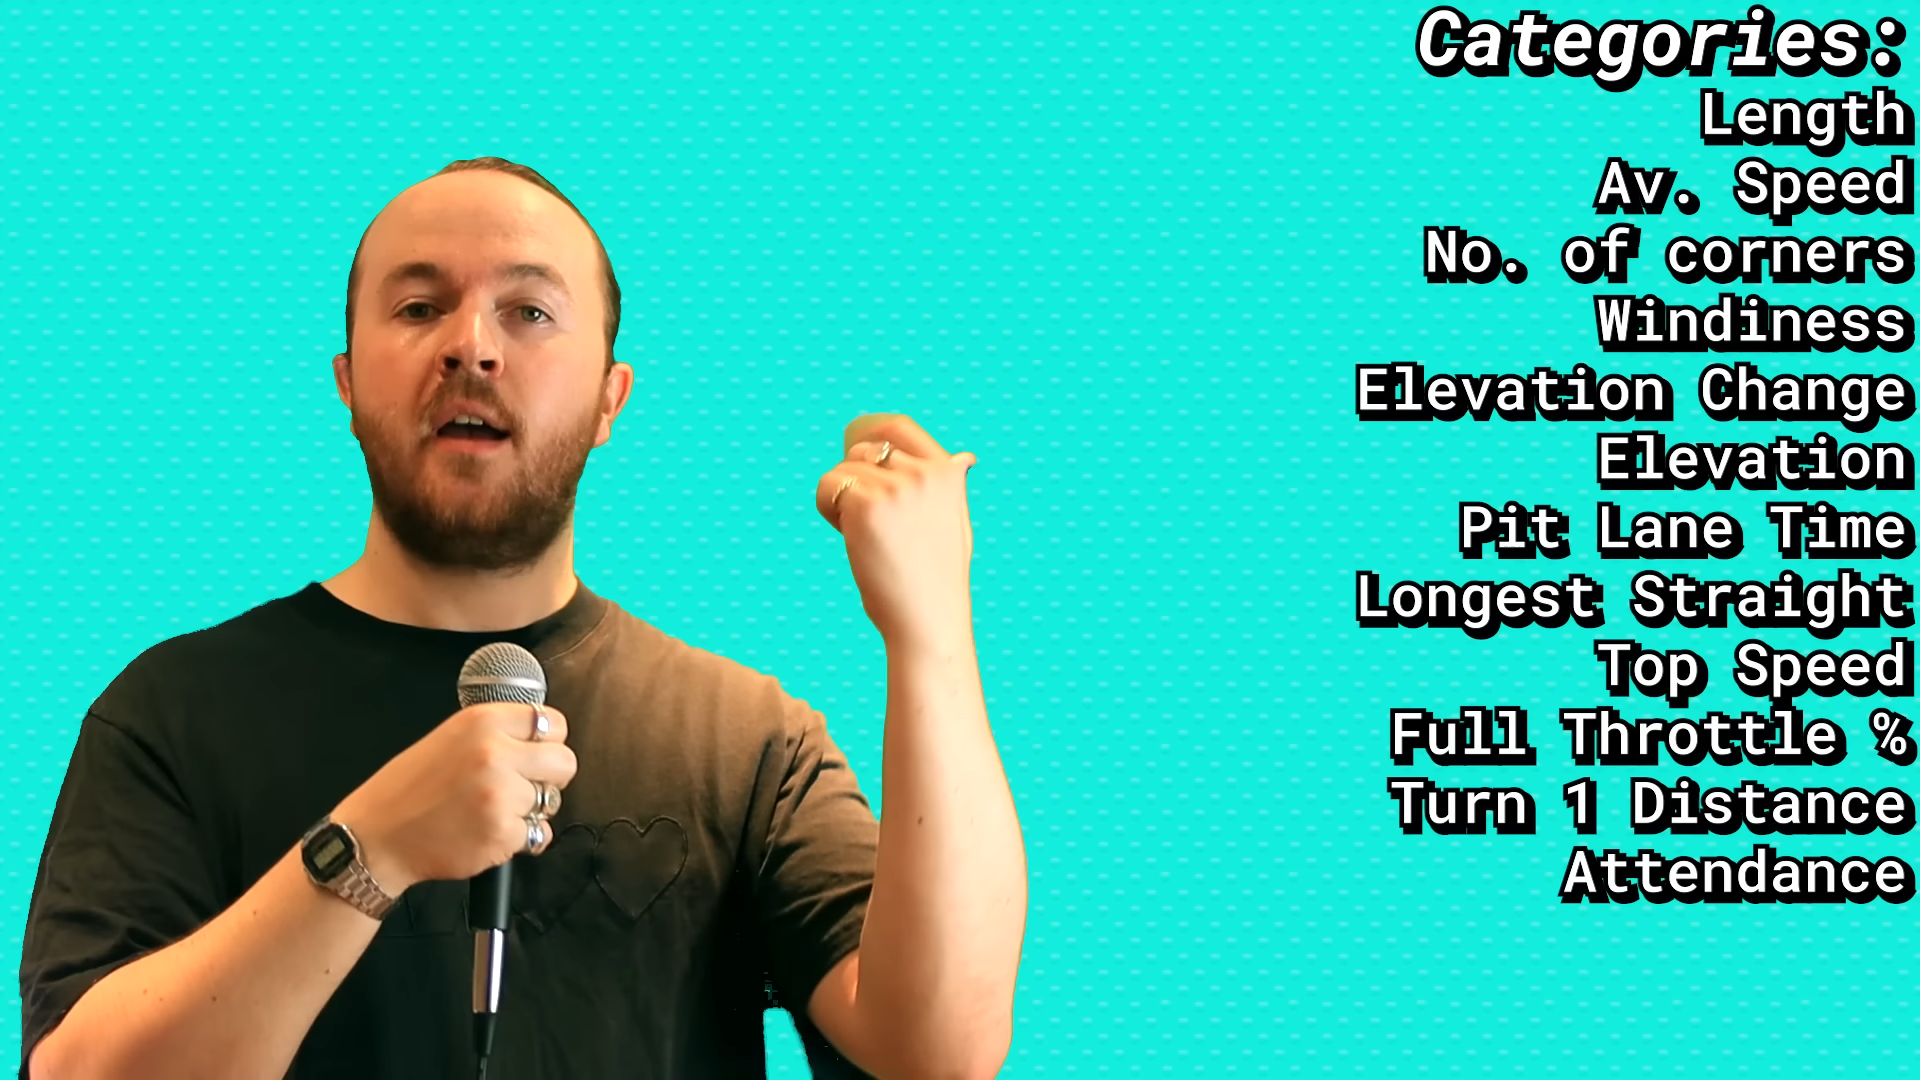 Categories:
Length
Av. Speed
No. of corners
Windiness
Elevation Change
Elevation
Pit Lane Time
Longest Straight
Top Speed
Full Throttle %
Turn 1 Distance
Attendance